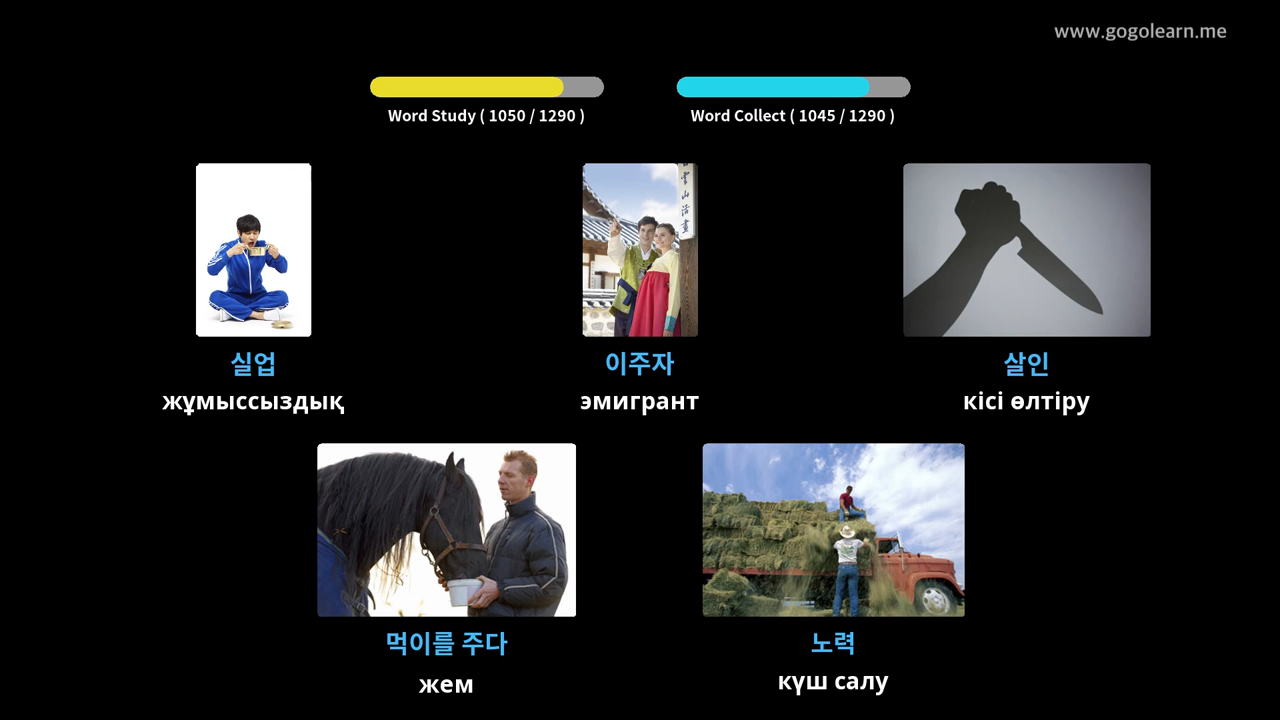 www.gogolearn.me
Word Study ( 1050 / 1290 )
Word Collect ( 1045 / 1290 )
실업
이주자
살인
жұмыссыздық
эмигрант
кісі өлтіру
먹이를 주다
노력
жем
күш салу